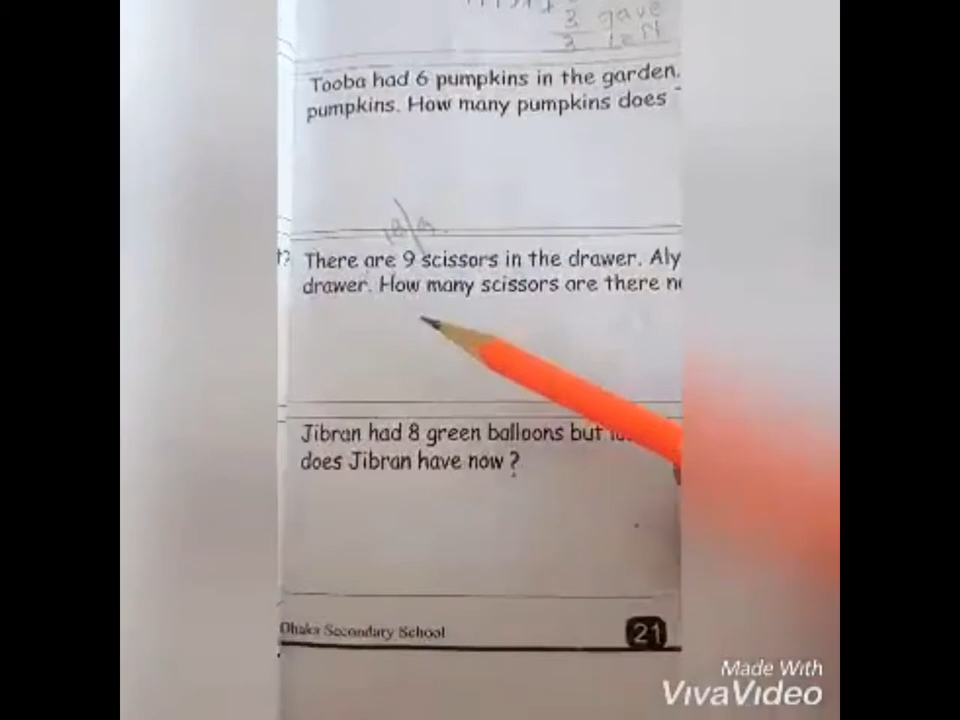 3 gave
3 left
Tooba had 6 pumpkins in the garden.
pumpkins. How many pumpkins does
There are 9 scissors in the drawer. Aly
drawer. How many scissors are there
Jibran had 8 green balloons but
does Jibran have now ?
Dhaka Secondary School
21
Made With
VivaVideo